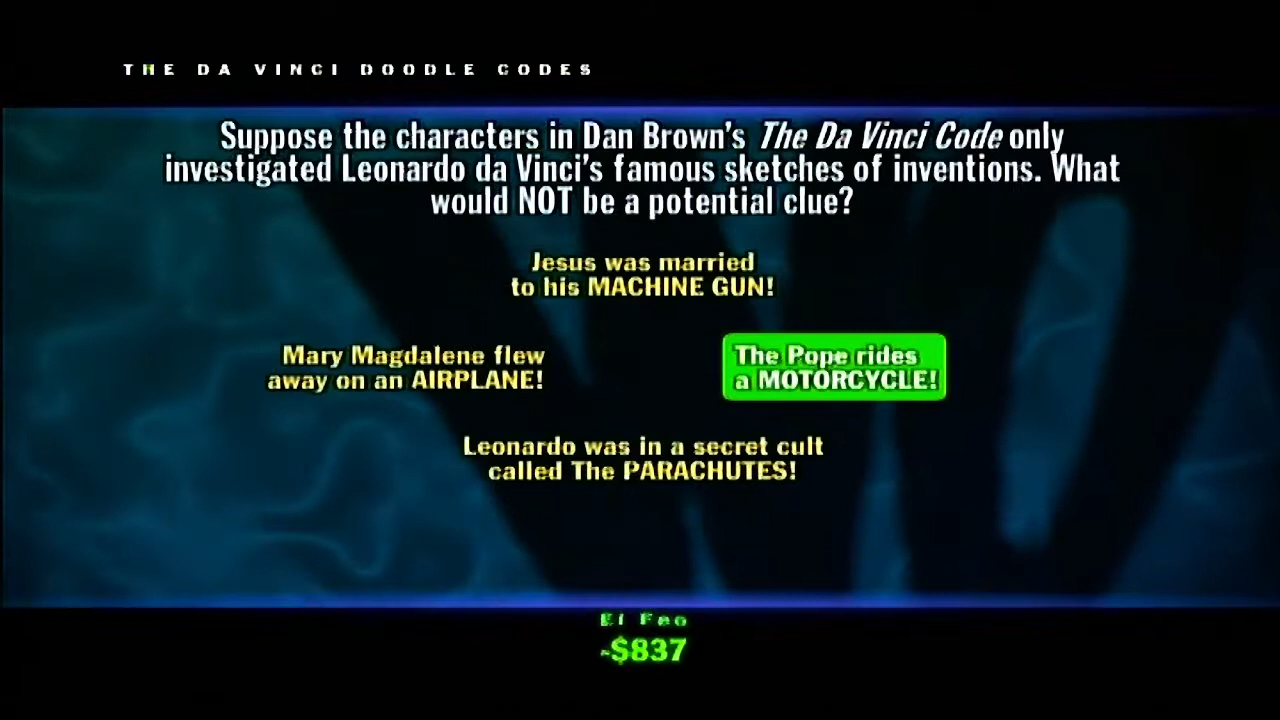 THE DA VINCI DOODLE CODES
Suppose the characters in Dan Brown's The Da Vinci Code only
investigated Leonardo da Vinci's famous sketches of inventions. What
would NOT be a potential clue?
Jesus was married
to his MACHINE GUN!
Mary Magdalene flew
away on an AIRPLANE!
The Pope rides
a MOTORCYCLE!
Leonardo was in a secret cult
called The PARACHUTES!
El Feo
-$837